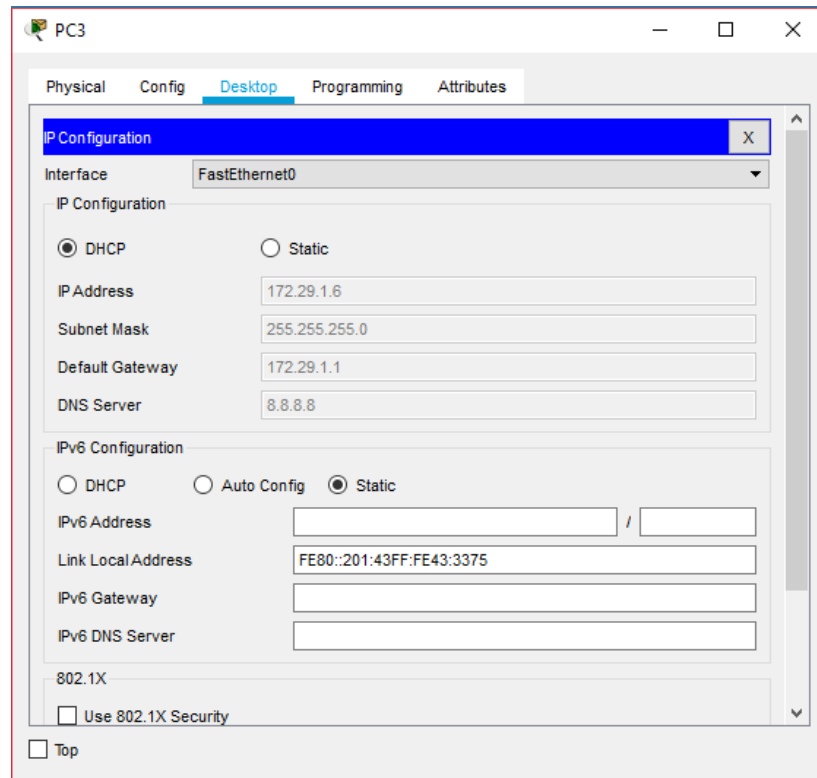 PC3
Physical Config Desktop Programming Attributes
IP Configuration X
Interface FastEthernet0
IP Configuration
DHCP Static
IP Address 172.29.1.6
Subnet Mask 255.255.255.0
Default Gateway 172.29.1.1
DNS Server 8.8.8.8
IPv6 Configuration
DHCP Auto Config Static
IPv6 Address /
Link Local Address FE80::201:43FF:FE43:3375
IPv6 Gateway
IPv6 DNS Server
802.1X
Use 802.1X Security
Top